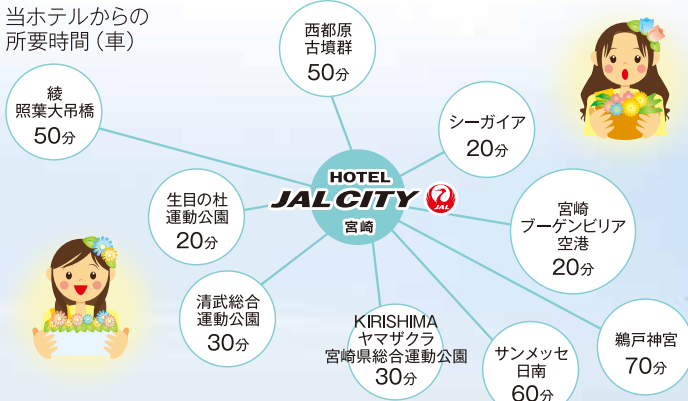 当ホテルからの
所要時間（車）
西都原
古墳群
50分
綾
照葉大吊橋
50分
シーガイア
20分
HOTEL
JAL CITY
JAL
宮崎
生目の杜
運動公園
20分
宮崎
ブーゲンビリア
空港
20分
清武総合
運動公園
30分
KIRISHIMA
ヤマザクラ
宮崎県総合運動公園
30分
サンメッセ
日南
60分
鵜戸神宮
70分